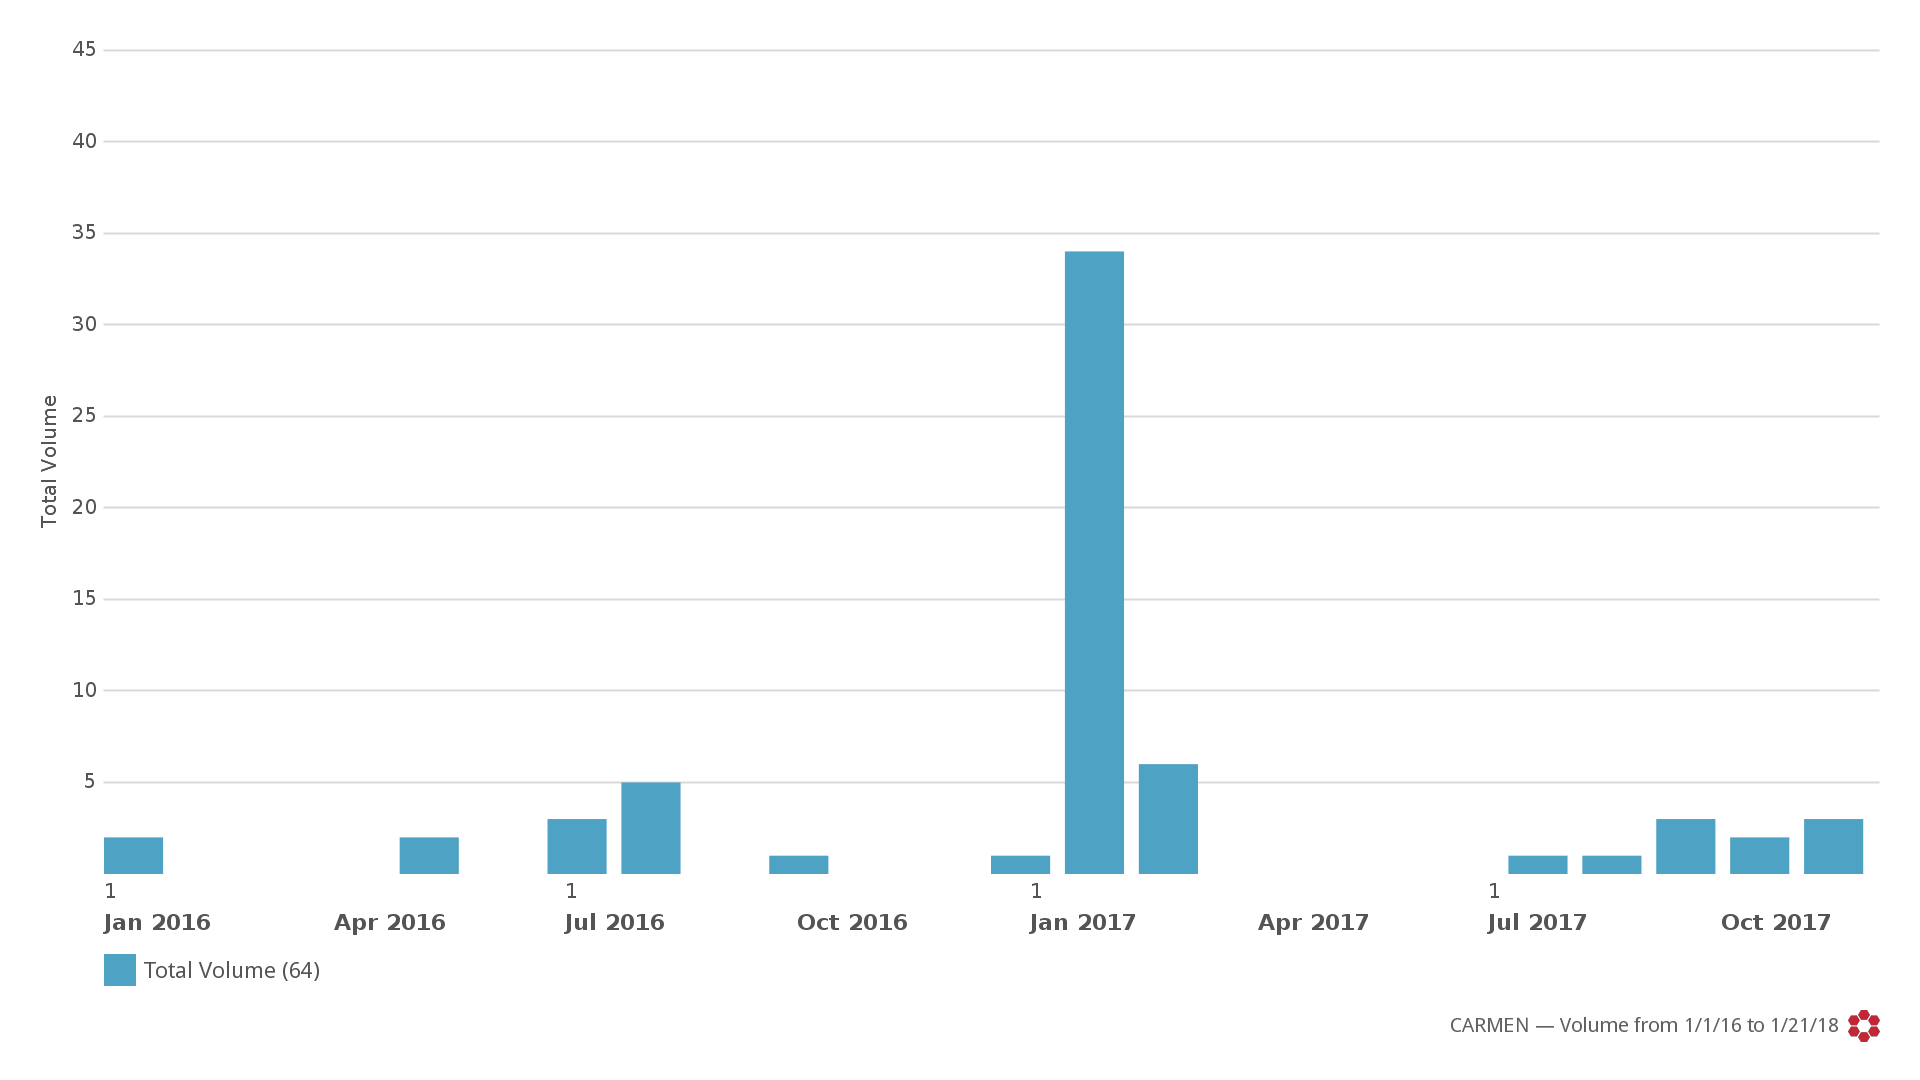 45
40
35
30
25
20
15
10
5
Total Volume
1 1 1 1
Jan 2016 Apr 2016 Jul 2016 Oct 2016 Jan 2017 Apr 2017 Jul 2017 Oct 2017
Total Volume (64)
CARMEN — Volume from 1/1/16 to 1/21/18